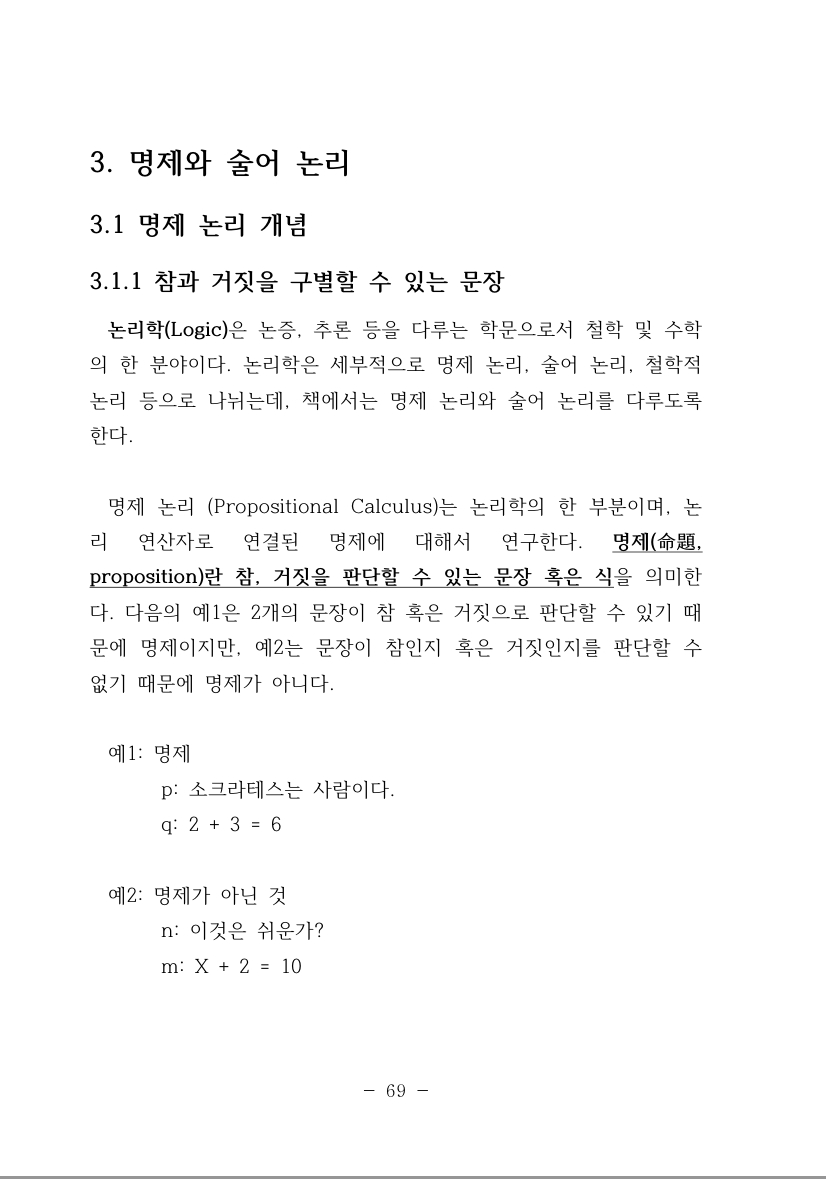 3. 명제와 술어 논리
3.1 명제 논리 개념
3.1.1 참과 거짓을 구별할 수 있는 문장
논리학(Logic)은 논증, 추론 등을 다루는 학문으로서 철학 및 수학
의 한 분야이다. 논리학은 세부적으로 명제 논리, 술어 논리, 철학적
논리 등으로 나뉘는데, 책에서는 명제 논리와 술어 논리를 다루도록
한다.
명제 논리 (Propositional Calculus)는 논리학의 한 부분이며, 논
리 연산자로 연결된 명제에 대해서 연구한다. 명제(命題,
proposition)란 참, 거짓을 판단할 수 있는 문장 혹은 식을 의미한
다. 다음의 예1은 2개의 문장이 참 혹은 거짓으로 판단할 수 있기 때
문에 명제이지만, 예2는 문장이 참인지 혹은 거짓인지를 판단할 수
없기 때문에 명제가 아니다.
예1: 명제
p: 소크라테스는 사람이다.
q: 2 + 3 = 6
예2: 명제가 아닌 것
n: 이것은 쉬운가?
m: X + 2 = 10
- 69 -